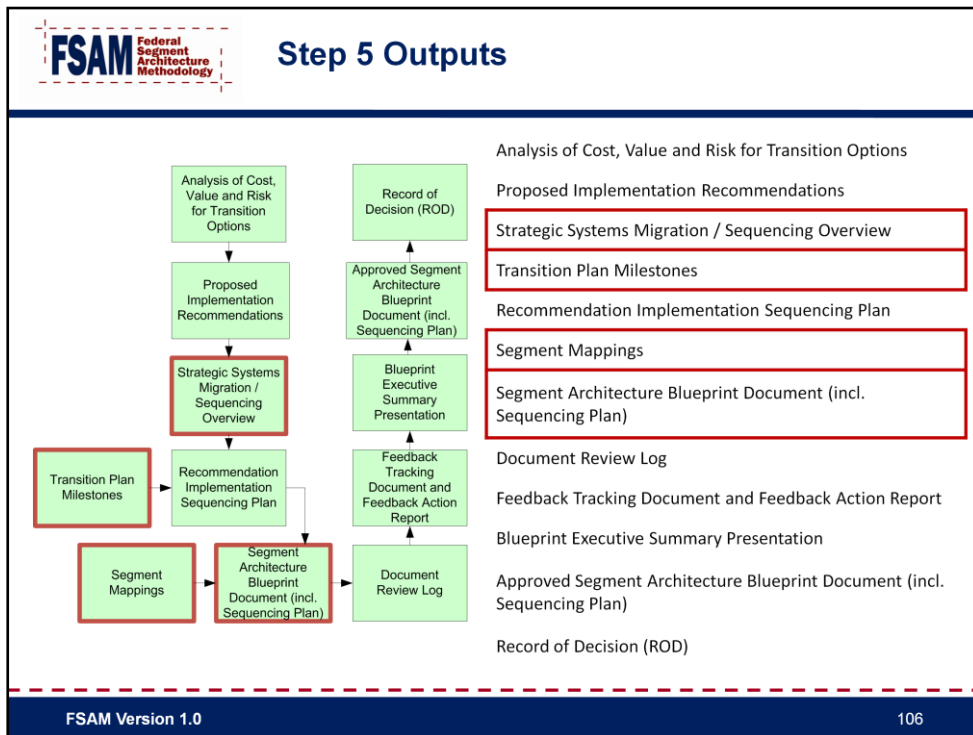 FSAM
Federal
Segment
Architecture
Methodology
Step 5 Outputs
Analysis of Cost,
Value and Risk
for Transition
Options
Proposed
Implementation
Recommendations
Strategic Systems
Migration /
Sequencing
Overview
Transition Plan
Milestones
Recommendation
Implementation
Sequencing Plan
Segment
Mappings
Segment
Architecture
Blueprint
Document (incl.
Sequencing Plan)
Record of
Decision (ROD)
Approved Segment
Architecture
Blueprint
Document (incl.
Sequencing Plan)
Blueprint
Executive
Summary
Presentation
Feedback
Tracking
Document and
Feedback Action
Report
Document
Review Log
Analysis of Cost, Value and Risk for Transition Options
Proposed Implementation Recommendations
Strategic Systems Migration / Sequencing Overview
Transition Plan Milestones
Recommendation Implementation Sequencing Plan
Segment Mappings
Segment Architecture Blueprint Document (incl.
Sequencing Plan)
Document Review Log
Feedback Tracking Document and Feedback Action Report
Blueprint Executive Summary Presentation
Approved Segment Architecture Blueprint Document (incl.
Sequencing Plan)
Record of Decision (ROD)
FSAM Version 1.0
106